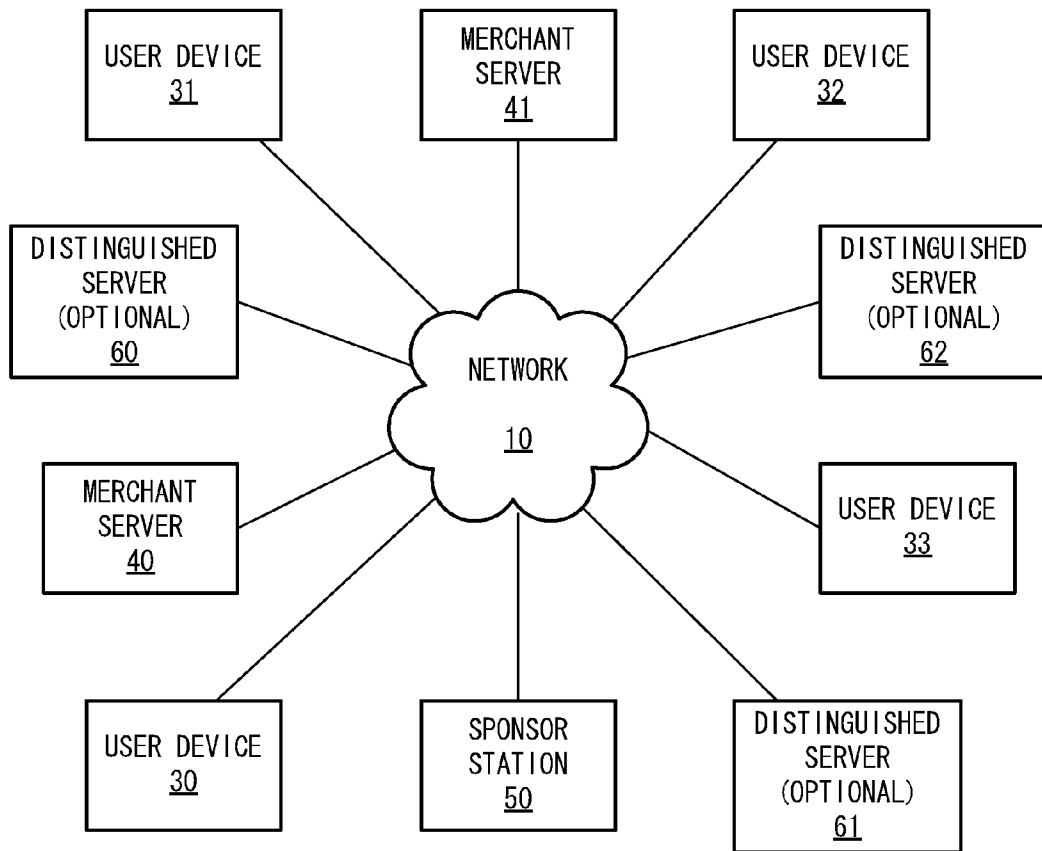 USER DEVICE
31
MERCHANT
SERVER
41
USER DEVICE
32
DISTINGUISHED
SERVER
(OPTIONAL)
60
NETWORK
10
DISTINGUISHED
SERVER
(OPTIONAL)
62
MERCHANT
SERVER
40
USER DEVICE
33
USER DEVICE
30
SPONSOR
STATION
50
DISTINGUISHED
SERVER
(OPTIONAL)
61